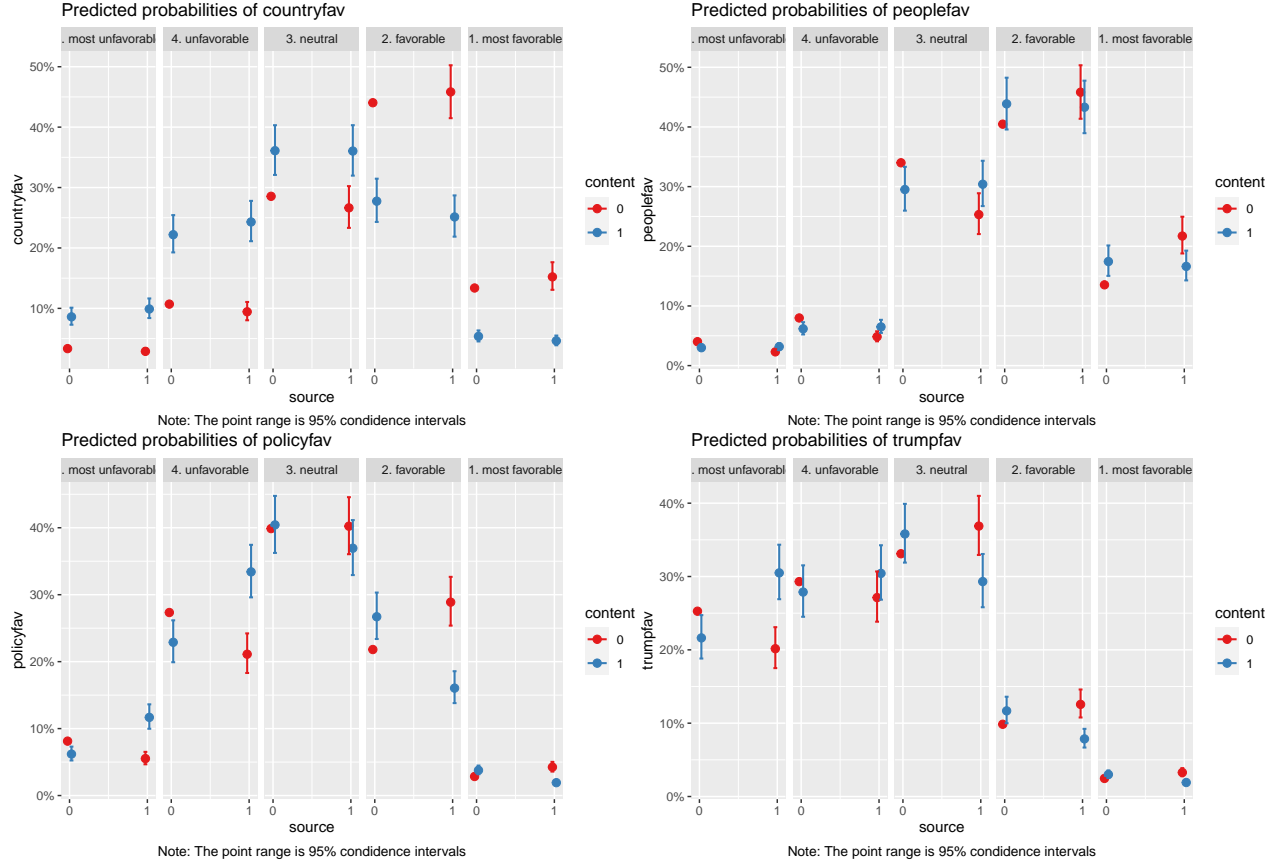 Predicted probabilities of countryfav
. most unfavorabl 4. unfavorable 3. neutral 2. favorable 1. most favorable
50%
40%
30%
20%
10%
countryfav
0 1 0 1 0 1 0 1 0 1
source
Note: The point range is 95% condidence intervals
content
0
1
Predicted probabilities of peoplefav
. most unfavorabl 4. unfavorable 3. neutral 2. favorable 1. most favorable
50%
40%
30%
20%
10%
0%
peoplefav
0 1 0 1 0 1 0 1 0 1
source
Note: The point range is 95% condidence intervals
content
0
1
Predicted probabilities of policyfav
. most unfavorabl 4. unfavorable 3. neutral 2. favorable 1. most favorable
40%
30%
20%
10%
0%
policyfav
0 1 0 1 0 1 0 1 0 1
source
Note: The point range is 95% condidence intervals
content
0
1
Predicted probabilities of trumpfav
. most unfavorabl 4. unfavorable 3. neutral 2. favorable 1. most favorable
40%
30%
20%
10%
0%
trumpfav
0 1 0 1 0 1 0 1 0 1
source
Note: The point range is 95% condidence intervals
content
0
1